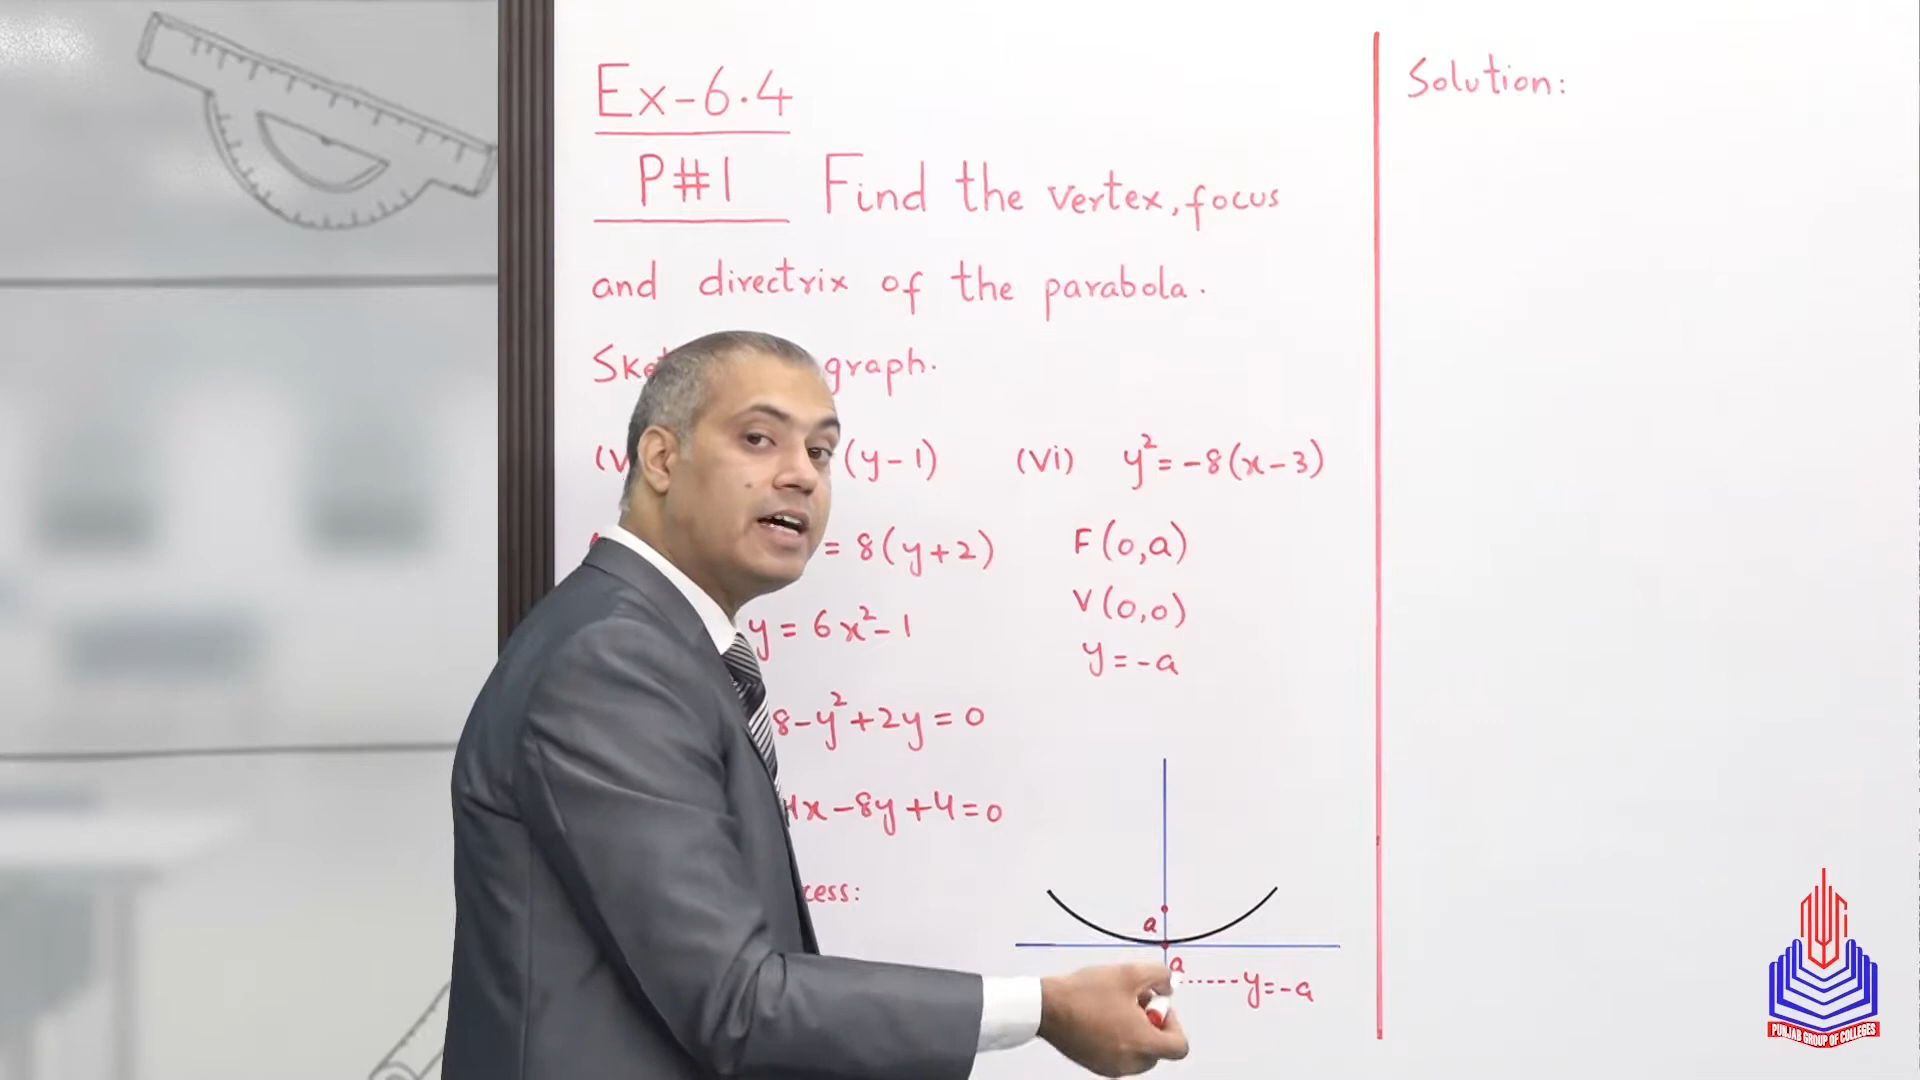 Ex-6.4
P#1 Find the vertex, focus
and directrix of the parabola.
graph.
(y-1) (vi) y²=-8(x-3)
= 8(y+2) F(0,a)
V(0,0)
y = 6x²-1
y=-a
8-y²+2y=0
4x-8y+4=0
a
a
y=-a
Solution:
PUNJAB GROUP OF COLLEGES